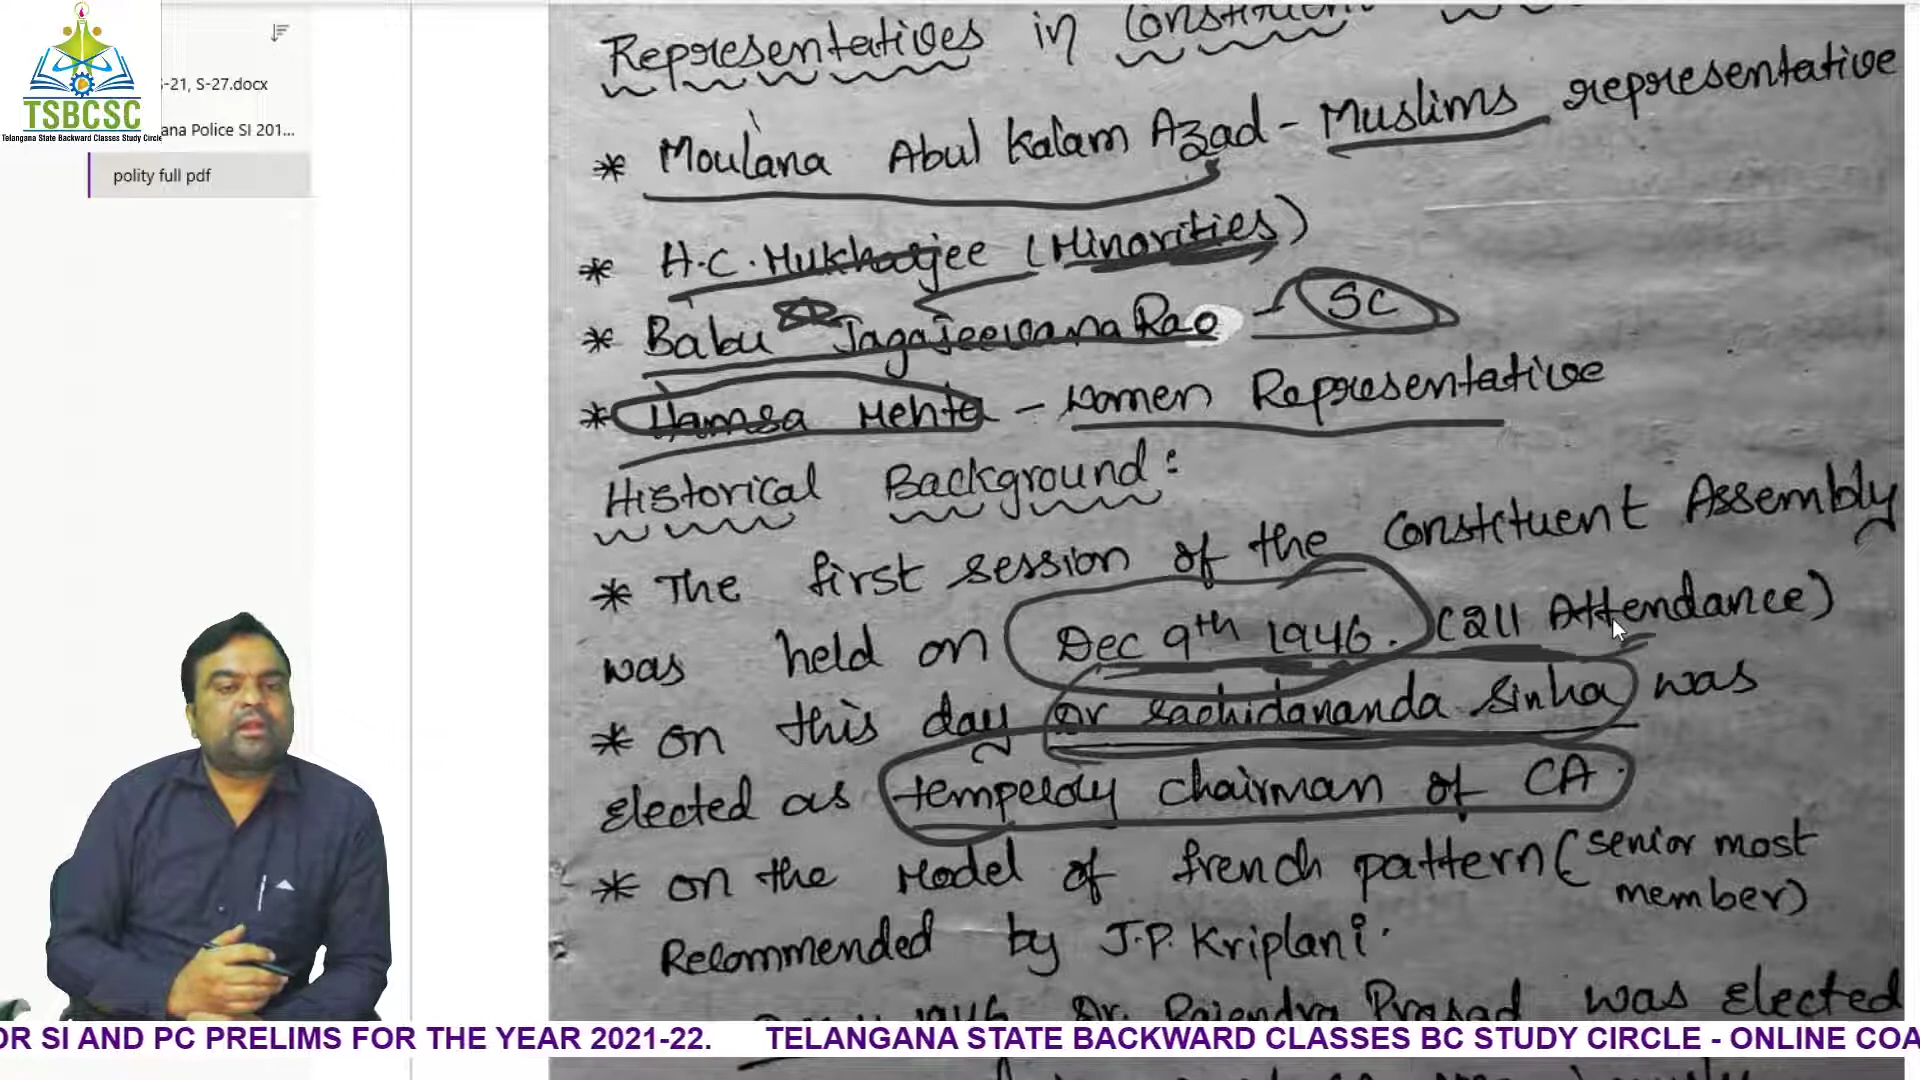 TSBCSC
Telangana State Backward Classes Study Circle
-21, S-27.docx
ana Police SI 201...
polity full pdf
Representatives in
* Moulana Abul Kalam Azad - Muslims representative
* H.C. Mukharjee (Minorities)
* Babu Jagajeevana Rao - SC
* Hamsa Mehta - women Representative
Historical Background:
* The first session of the Constituent Assembly
was held on Dec 9th 1946. (211 Attendance)
* on this day Dr sachidananda Sinha was
elected as temperoly chairman of CA.
* on the Model of french pattern (senior most
member)
Recommended by J.P. Kriplani.
1946 Dr. Rajendra Prasad was elected
OR SI AND PC PRELIMS FOR THE YEAR 2021-22. TELANGANA STATE BACKWARD CLASSES BC STUDY CIRCLE - ONLINE COA